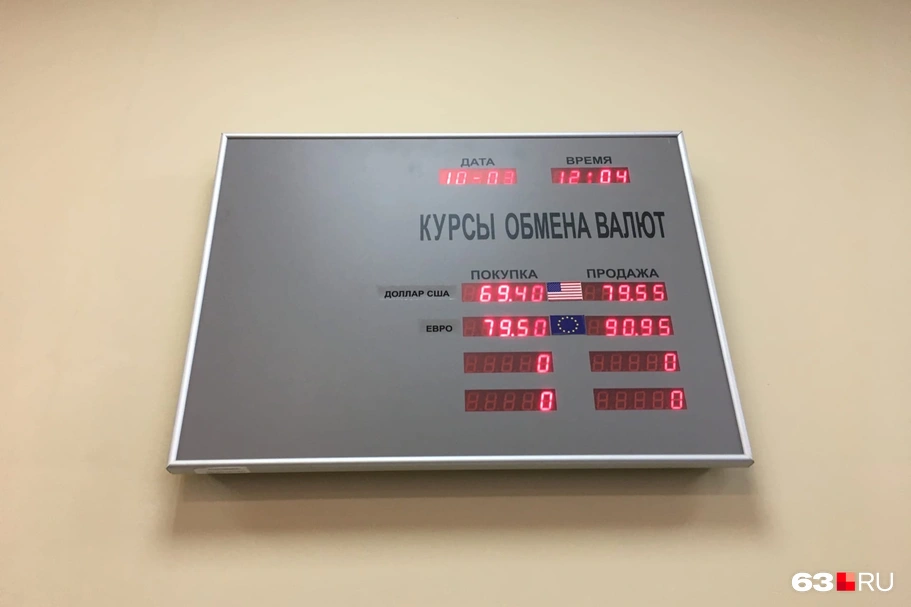 ДАТА ВРЕМЯ
10-03 12:04
КУРСЫ ОБМЕНА ВАЛЮТ
ПОКУПКА ПРОДАЖА
ДОЛЛАР США 69.40 79.55
ЕВРО 79.50 90.95
0 0
0 0
63.RU